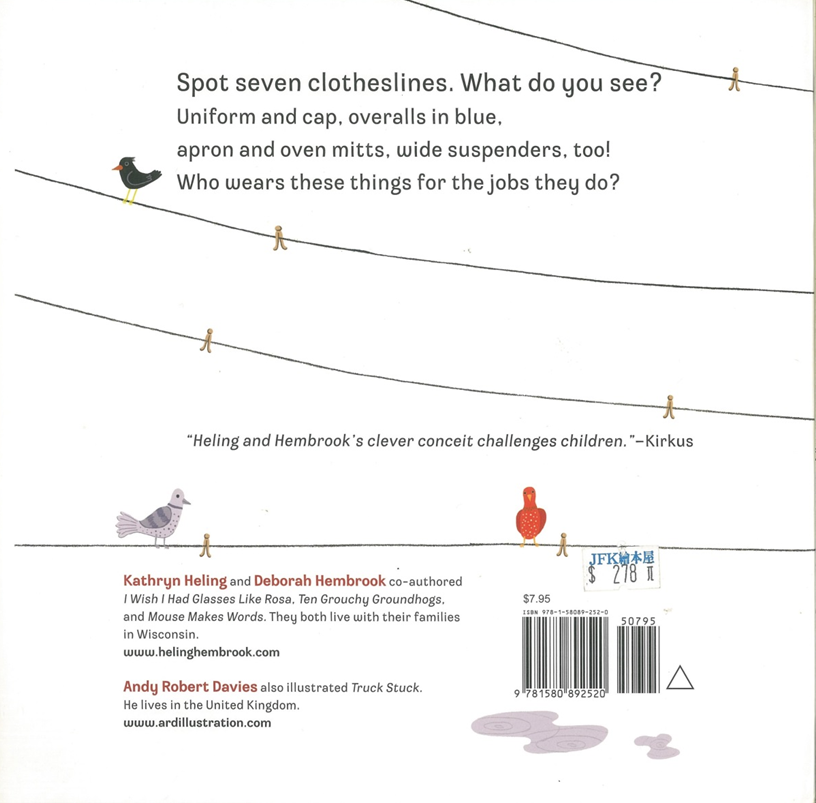 Spot seven clotheslines. What do you see?
Uniform and cap, overalls in blue,
apron and oven mitts, wide suspenders, too!
Who wears these things for the jobs they do?
“Heling and Hembrook’s clever conceit challenges children.”–Kirkus
JFK繪本屋
$ 278
Kathryn Heling and Deborah Hembrook co-authored
I Wish I Had Glasses Like Rosa, Ten Grouchy Groundhogs,
and Mouse Makes Words. They both live with their families
in Wisconsin.
www.helinghembrook.com
Andy Robert Davies also illustrated Truck Stuck.
He lives in the United Kingdom.
www.ardillustration.com
$7.95
ISBN 978-1-58089-252-0
50795
9 781580 892520